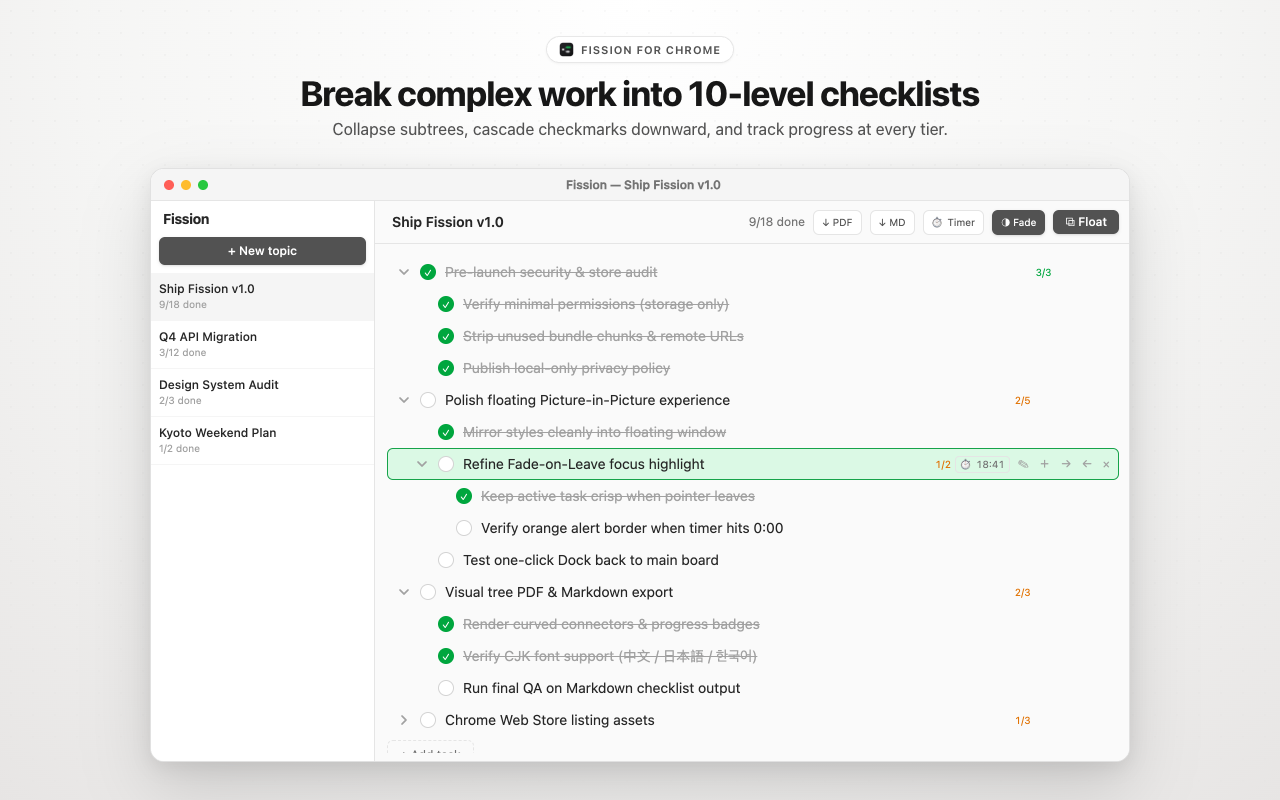 FISSION FOR CHROME
Break complex work into 10-level checklists
Collapse subtrees, cascade checkmarks downward, and track progress at every tier.
Fission — Ship Fission v1.0
Fission
+ New topic
Ship Fission v1.0
9/18 done
Q4 API Migration
3/12 done
Design System Audit
2/3 done
Kyoto Weekend Plan
1/2 done
Ship Fission v1.0
9/18 done
↓ PDF
↓ MD
⏱ Timer
◑ Fade
⧉ Float
Pre-launch security & store audit 3/3
Verify minimal permissions (storage only)
Strip unused bundle chunks & remote URLs
Publish local-only privacy policy
Polish floating Picture-in-Picture experience 2/5
Mirror styles cleanly into floating window
Refine Fade-on-Leave focus highlight 1/2 ⏱ 18:41 ✎ + → ← ×
Keep active task crisp when pointer leaves
Verify orange alert border when timer hits 0:00
Test one-click Dock back to main board
Visual tree PDF & Markdown export 2/3
Render curved connectors & progress badges
Verify CJK font support (中文 / 日本語 / 한국어)
Run final QA on Markdown checklist output
Chrome Web Store listing assets 1/3
+ Add task